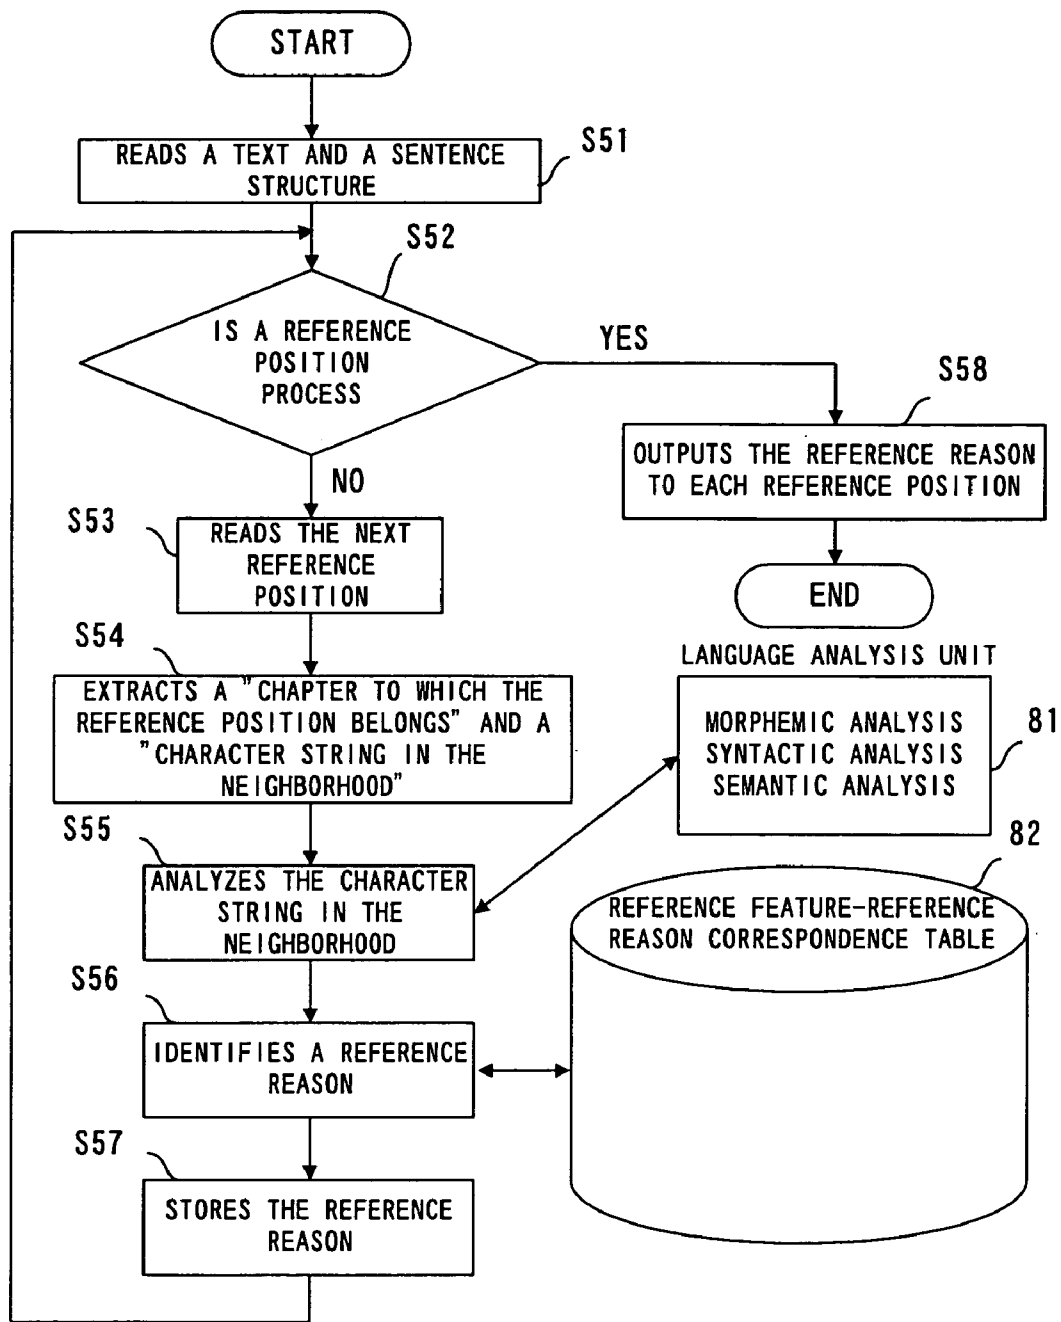 START
S51
READS A TEXT AND A SENTENCE
STRUCTURE
S52
IS A REFERENCE
POSITION
PROCESS
YES
S58
OUTPUTS THE REFERENCE REASON
TO EACH REFERENCE POSITION
END
NO
S53
READS THE NEXT
REFERENCE
POSITION
S54
EXTRACTS A "CHAPTER TO WHICH THE
REFERENCE POSITION BELONGS" AND A
"CHARACTER STRING IN THE
NEIGHBORHOOD"
LANGUAGE ANALYSIS UNIT
81
MORPHEMIC ANALYSIS
SYNTACTIC ANALYSIS
SEMANTIC ANALYSIS
S55
ANALYZES THE CHARACTER
STRING IN THE
NEIGHBORHOOD
82
REFERENCE FEATURE-REFERENCE
REASON CORRESPONDENCE TABLE
S56
IDENTIFIES A REFERENCE
REASON
S57
STORES THE REFERENCE
REASON